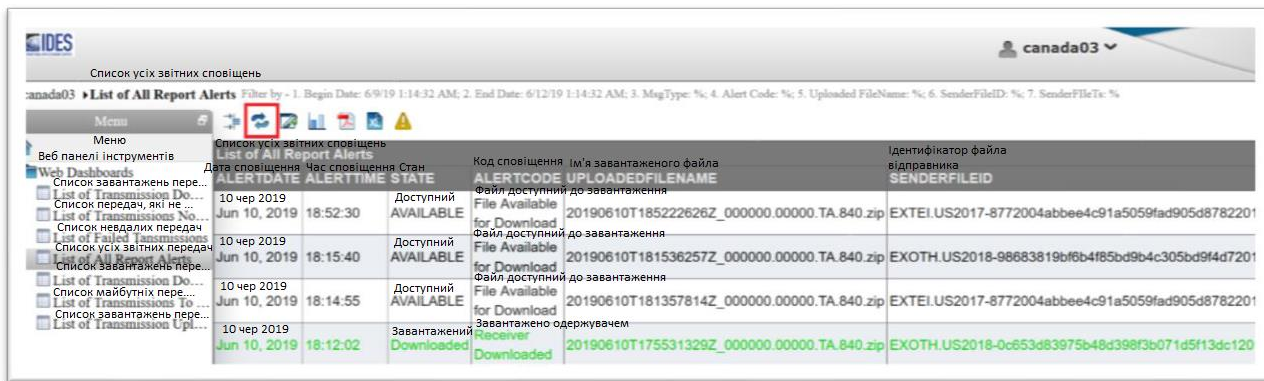 IDES
canada03
Список усіх звітних сповіщень
canada03 ▸List of All Report Alerts Filter by - 1. Begin Date: 6/9/19 1:14:32 AM; 2. End Date: 6/12/19 1:14:32 AM; 3. MsgType: %; 4. Alert Code: %; 5. Uploaded FileName: %; 6. SenderFileID: %; 7. SenderFIleTs: %
Menu
Меню
Веб панелі інструментів
Web Dashboards
Список завантажень пере...
List of Transmission Do...
Список передач, які не ...
List of Transmissions No...
Список невдалих передач
List of Failed Tansmissions
Список усіх звітних передач
List of All Report Alerts
Список завантажень пере...
List of Transmission Do...
Список майбутніх пере....
List of Transmissions To ...
Список завантажень пере...
List of Transmission Upl...
Список усіх звітних сповіщень
List of All Report Alerts
Дата сповіщення Час сповіщення Стан Код сповіщення Ім'я завантаженого файла Ідентифікатор файла відправника
ALERTDATE ALERTTIME STATE ALERTCODE UPLOADEDFILENAME SENDERFILEID
10 чер 2019 Доступний Файл доступний до завантаження
Jun 10, 2019 18:52:30 AVAILABLE File Available for Download 20190610T185222626Z_000000.00000.TA.840.zip EXTEI.US2017-8772004abbee4c91a5059fad905d8782201
10 чер 2019 Доступний Файл доступний до завантаження
Jun 10, 2019 18:15:40 AVAILABLE File Available for Download 20190610T181536257Z_000000.00000.TA.840.zip EXOTH.US2018-98683819bf6b4f85bd9b4c305bd9f4d7201
10 чер 2019 Доступний Файл доступний до завантаження
Jun 10, 2019 18:14:55 AVAILABLE File Available for Download 20190610T181357814Z_000000.00000.TA.840.zip EXTEI.US2017-8772004abbee4c91a5059fad905d8782201
10 чер 2019 Завантажений Завантажено одержувачем
Jun 10, 2019 18:12:02 Downloaded Receiver Downloaded 20190610T175531329Z_000000.00000.TA.840.zip EXOTH.US2018-0c653d83975b48d398f3b071d5f13dc120